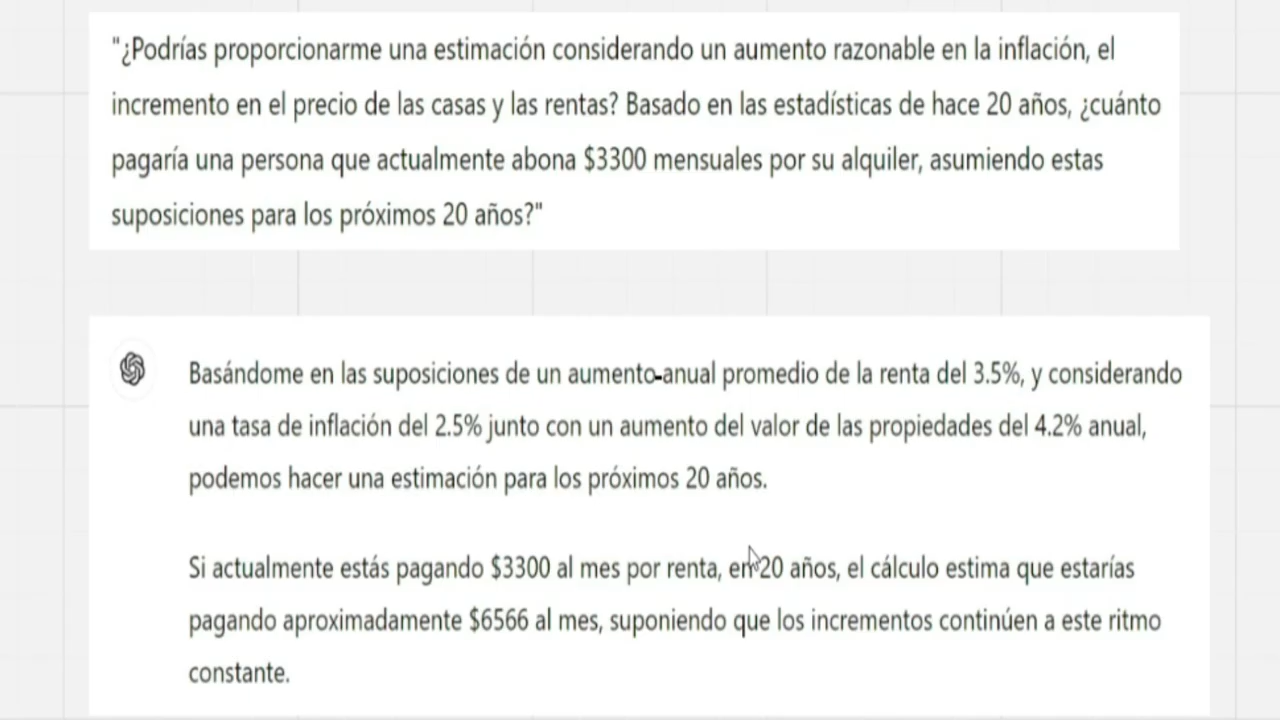 "¿Podrías proporcionarme una estimación considerando un aumento razonable en la inflación, el
incremento en el precio de las casas y las rentas? Basado en las estadísticas de hace 20 años, ¿cuánto
pagaría una persona que actualmente abona $3300 mensuales por su alquiler, asumiendo estas
suposiciones para los próximos 20 años?"
Basándome en las suposiciones de un aumento-anual promedio de la renta del 3.5%, y considerando
una tasa de inflación del 2.5% junto con un aumento del valor de las propiedades del 4.2% anual,
podemos hacer una estimación para los próximos 20 años.
Si actualmente estás pagando $3300 al mes por renta, en 20 años, el cálculo estima que estarías
pagando aproximadamente $6566 al mes, suponiendo que los incrementos continúen a este ritmo
constante.